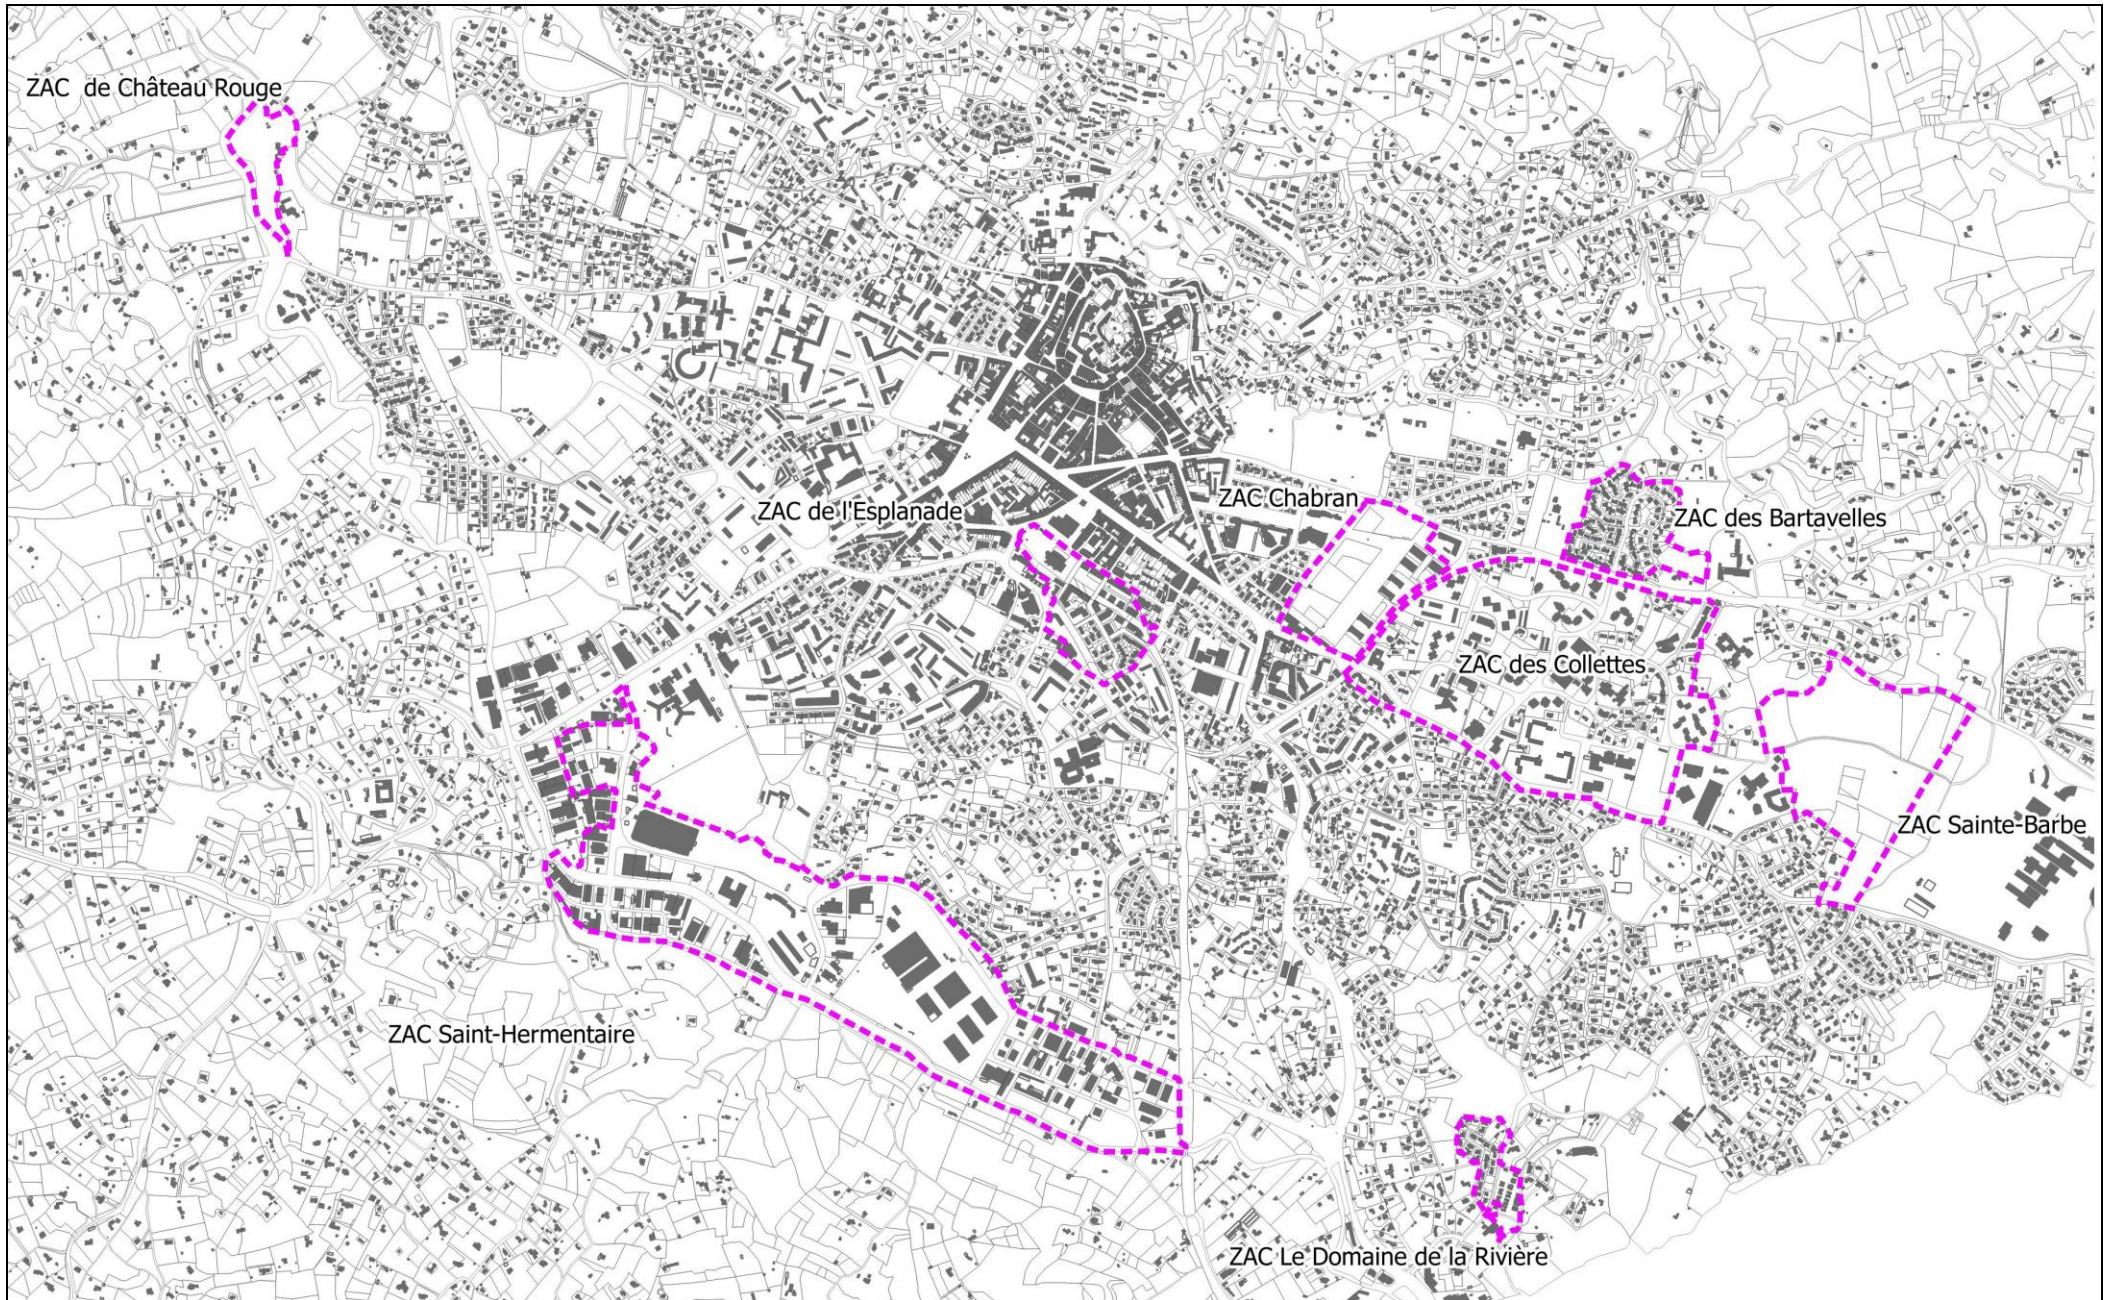 ZAC de Château Rouge
ZAC de l'Esplanade
ZAC Chabran
ZAC des Bartavelles
ZAC des Collettes
ZAC Sainte-Barbe
ZAC Saint-Hermentaire
ZAC Le Domaine de la Rivière